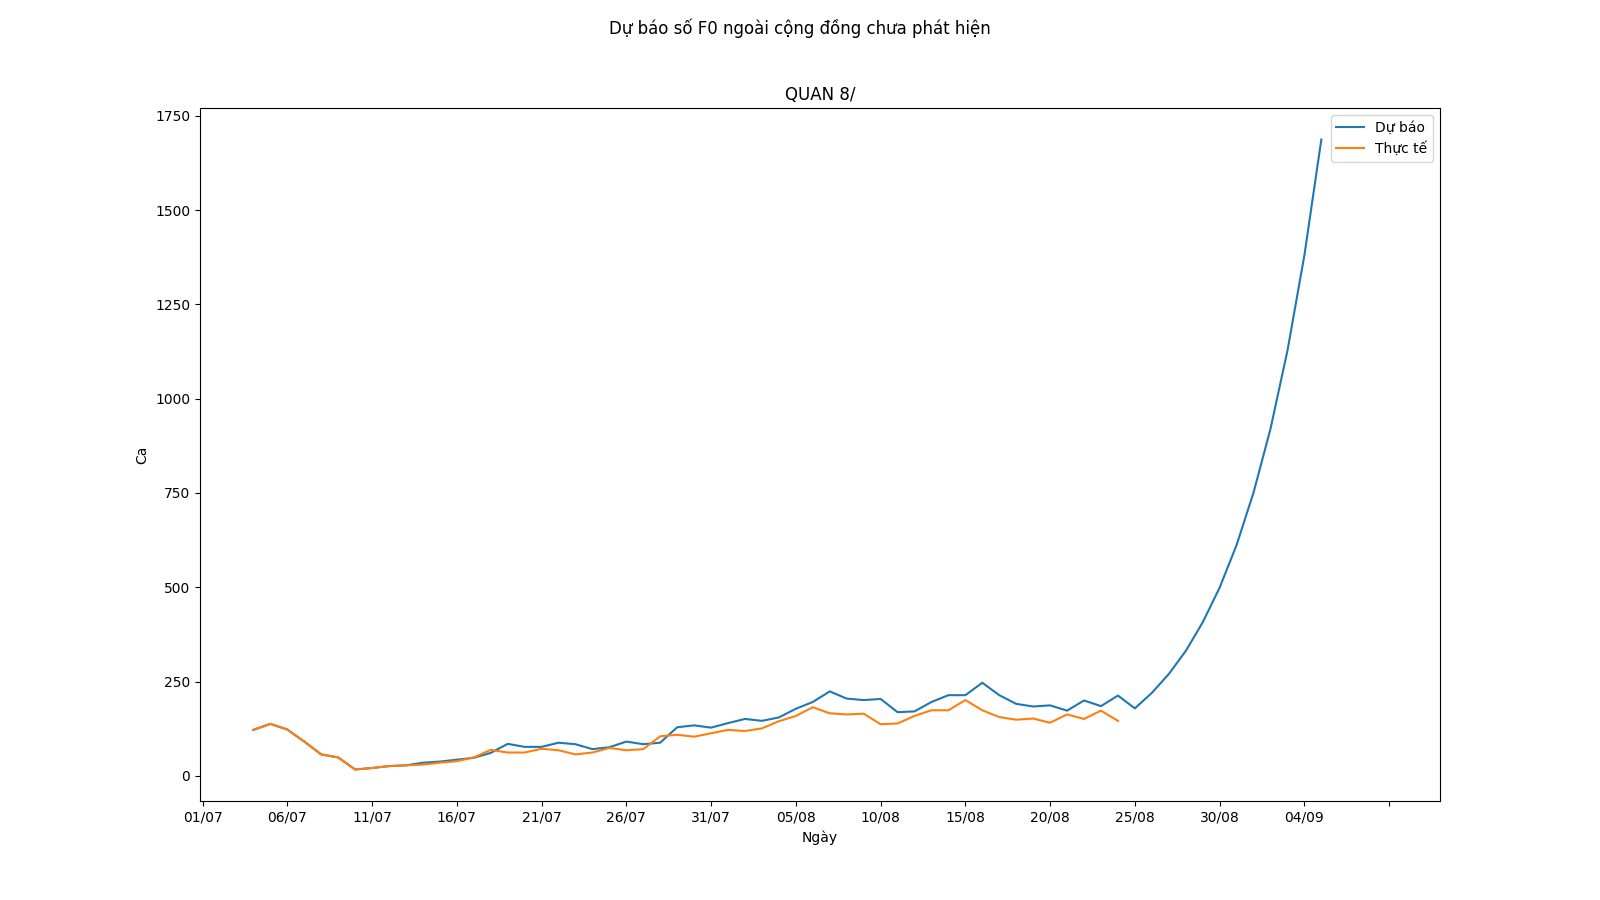 Dự báo số F0 ngoài cộng đồng chưa phát hiện
QUAN 8/
Dự báo
Thực tế
1750
1500
1250
1000
750
500
250
0
Ca
01/07 06/07 11/07 16/07 21/07 26/07 31/07 05/08 10/08 15/08 20/08 25/08 30/08 04/09
Ngày